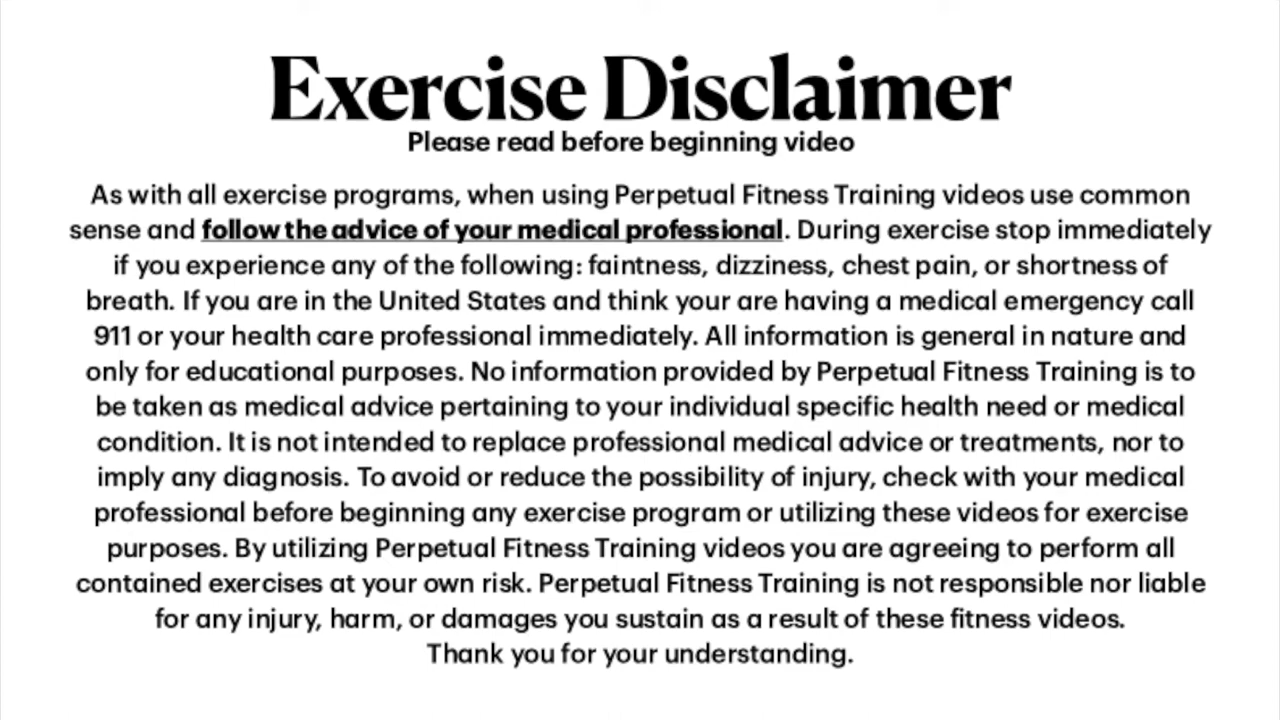 Exercise Disclaimer
Please read before beginning video
As with all exercise programs, when using Perpetual Fitness Training videos use common
sense and follow the advice of your medical professional. During exercise stop immediately
if you experience any of the following: faintness, dizziness, chest pain, or shortness of
breath. If you are in the United States and think your are having a medical emergency call
911 or your health care professional immediately. All information is general in nature and
only for educational purposes. No information provided by Perpetual Fitness Training is to
be taken as medical advice pertaining to your individual specific health need or medical
condition. It is not intended to replace professional medical advice or treatments, nor to
imply any diagnosis. To avoid or reduce the possibility of injury, check with your medical
professional before beginning any exercise program or utilizing these videos for exercise
purposes. By utilizing Perpetual Fitness Training videos you are agreeing to perform all
contained exercises at your own risk. Perpetual Fitness Training is not responsible nor liable
for any injury, harm, or damages you sustain as a result of these fitness videos.
Thank you for your understanding.